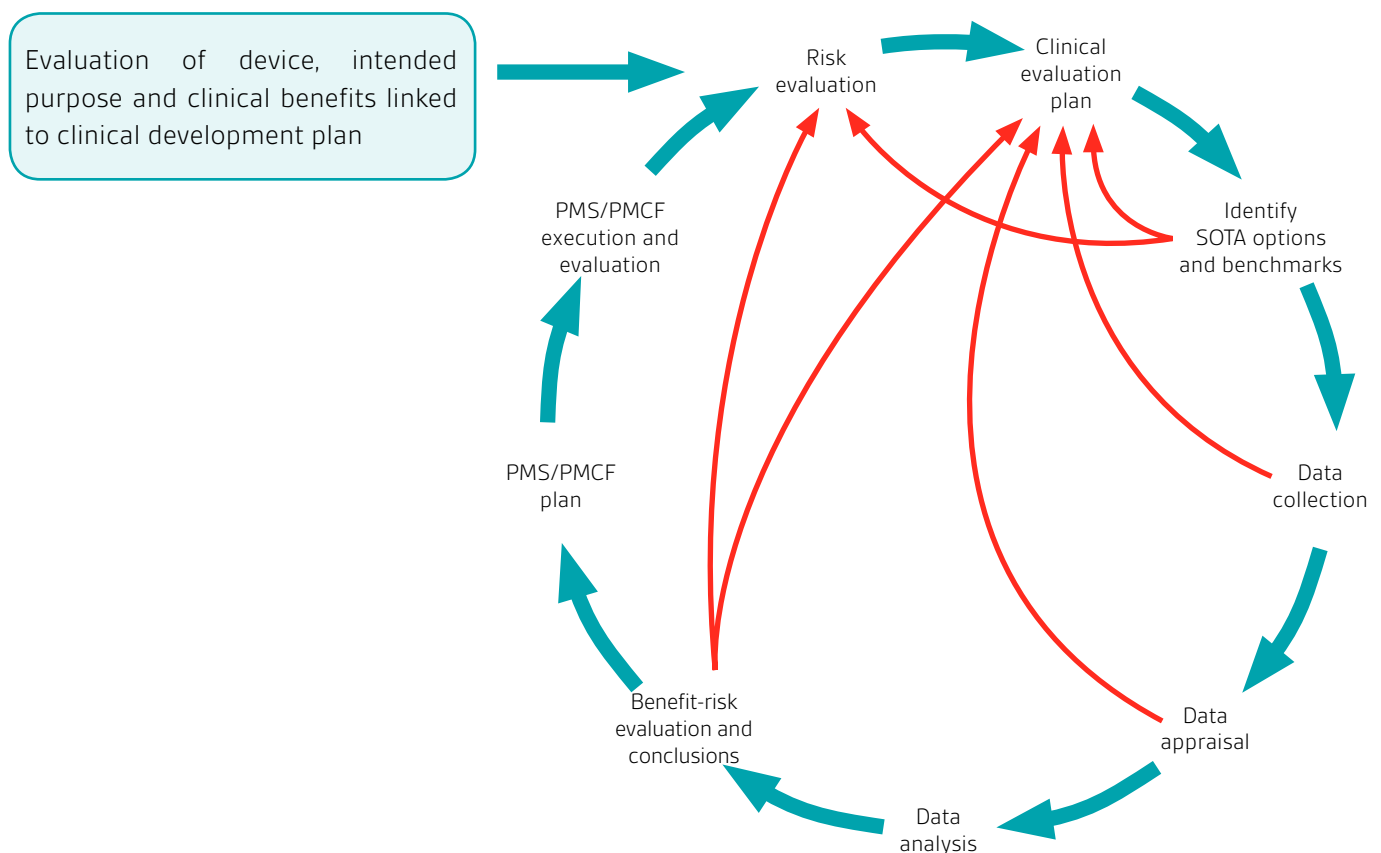 Evaluation of device, intended
purpose and clinical benefits linked
to clinical development plan
Risk
evaluation
Clinical
evaluation
plan
Identify
SOTA options
and benchmarks
Data
collection
Data
appraisal
Data
analysis
Benefit-risk
evaluation and
conclusions
PMS/PMCF
plan
PMS/PMCF
execution and
evaluation